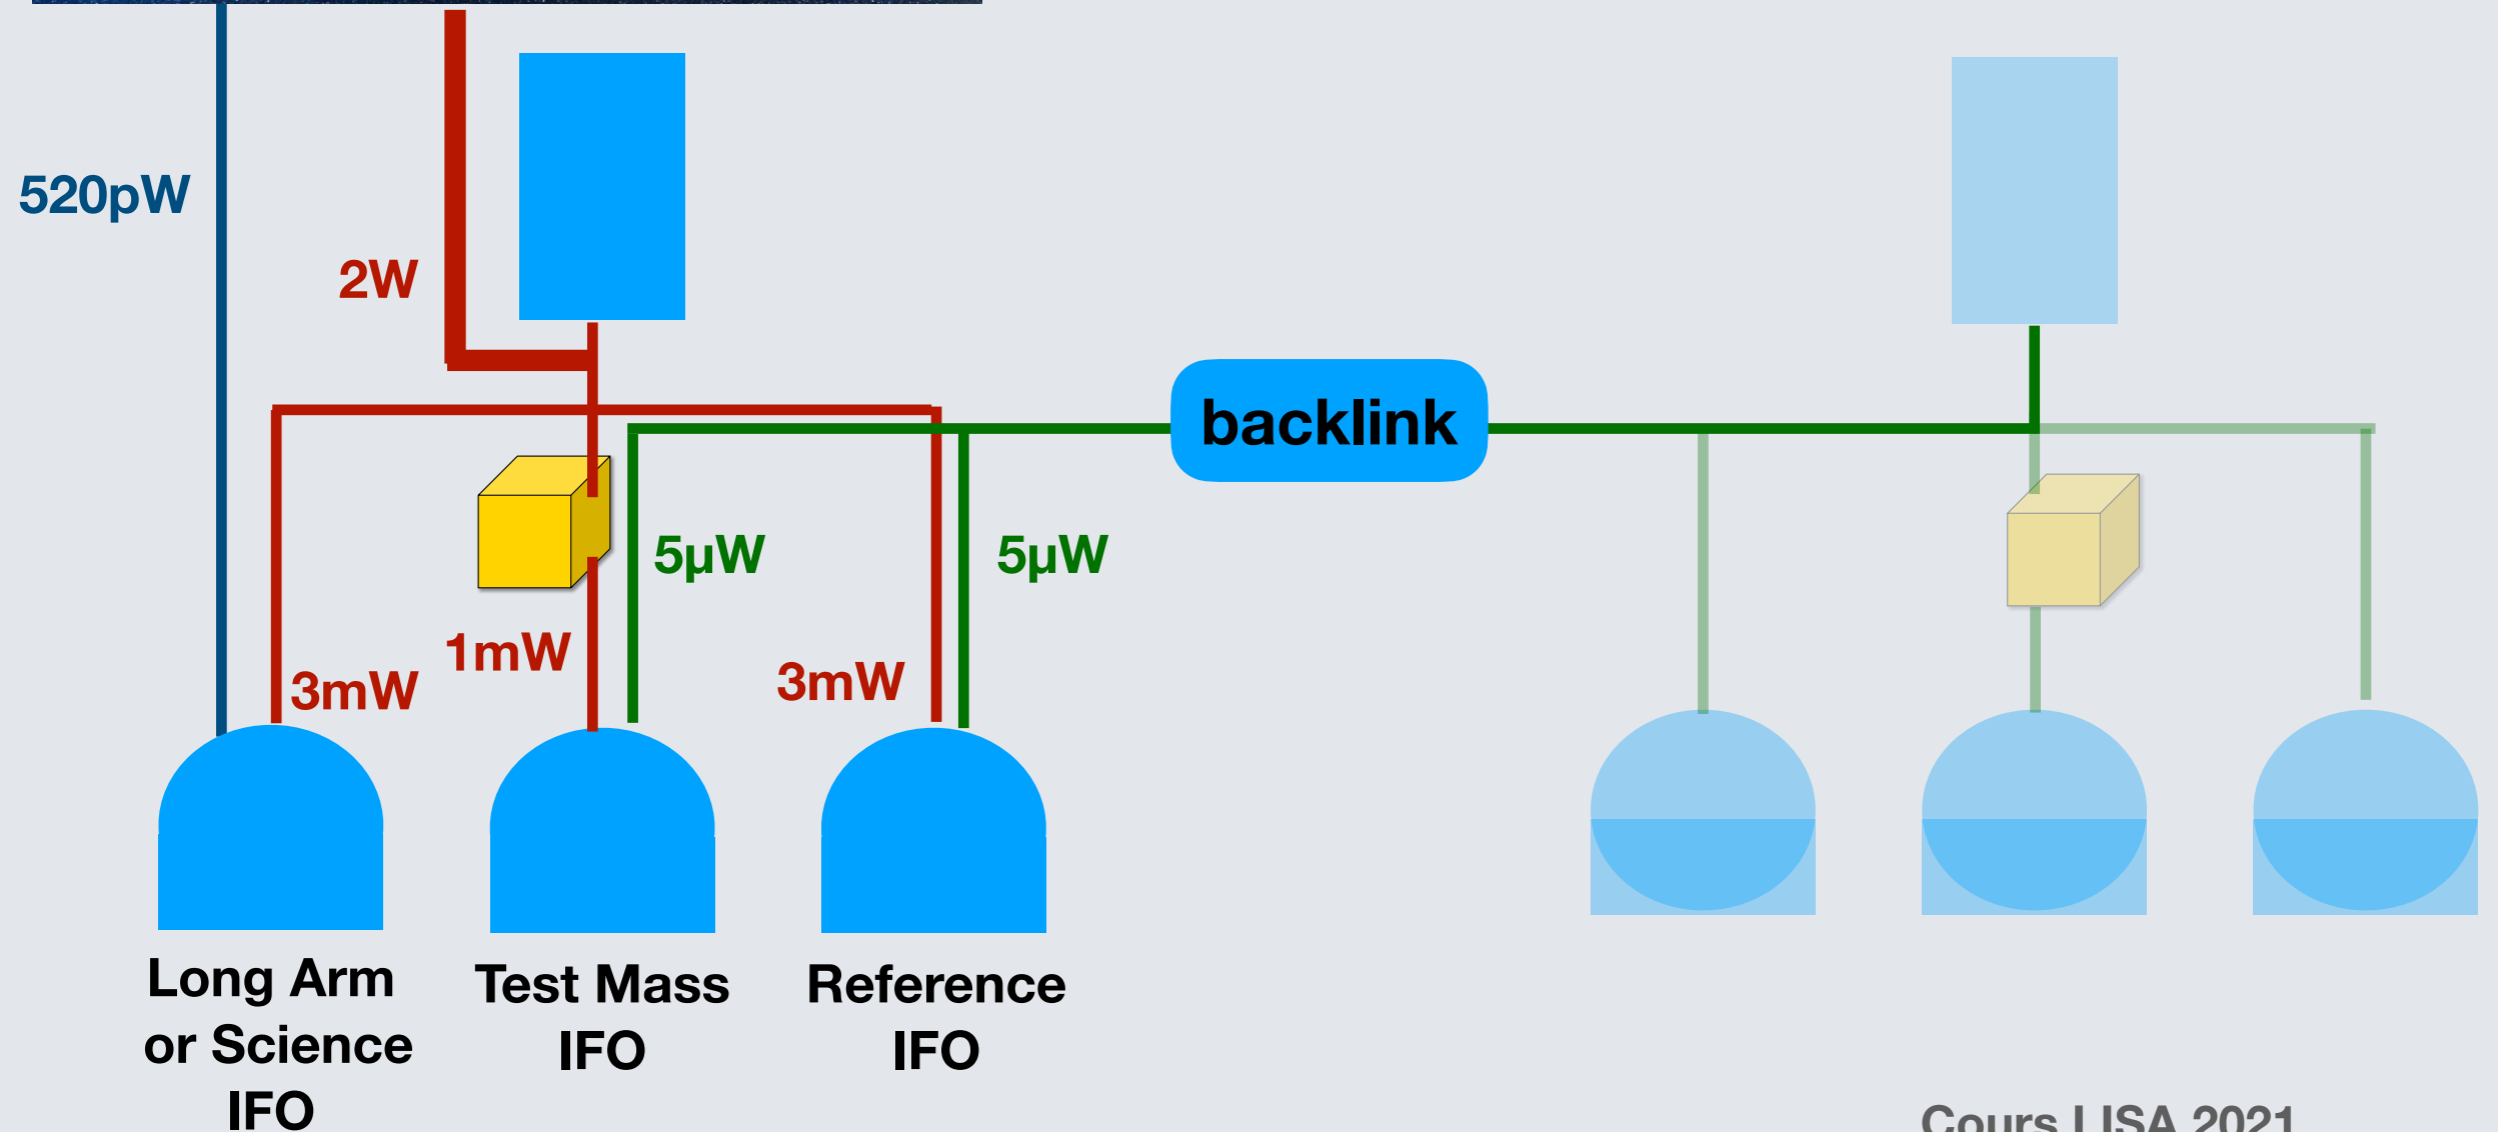 520pW
2W
backlink
5µW
5µW
1mW
3mW
3mW
Long Arm
or Science
IFO
Test Mass
IFO
Reference
IFO
Cours LISA 2021